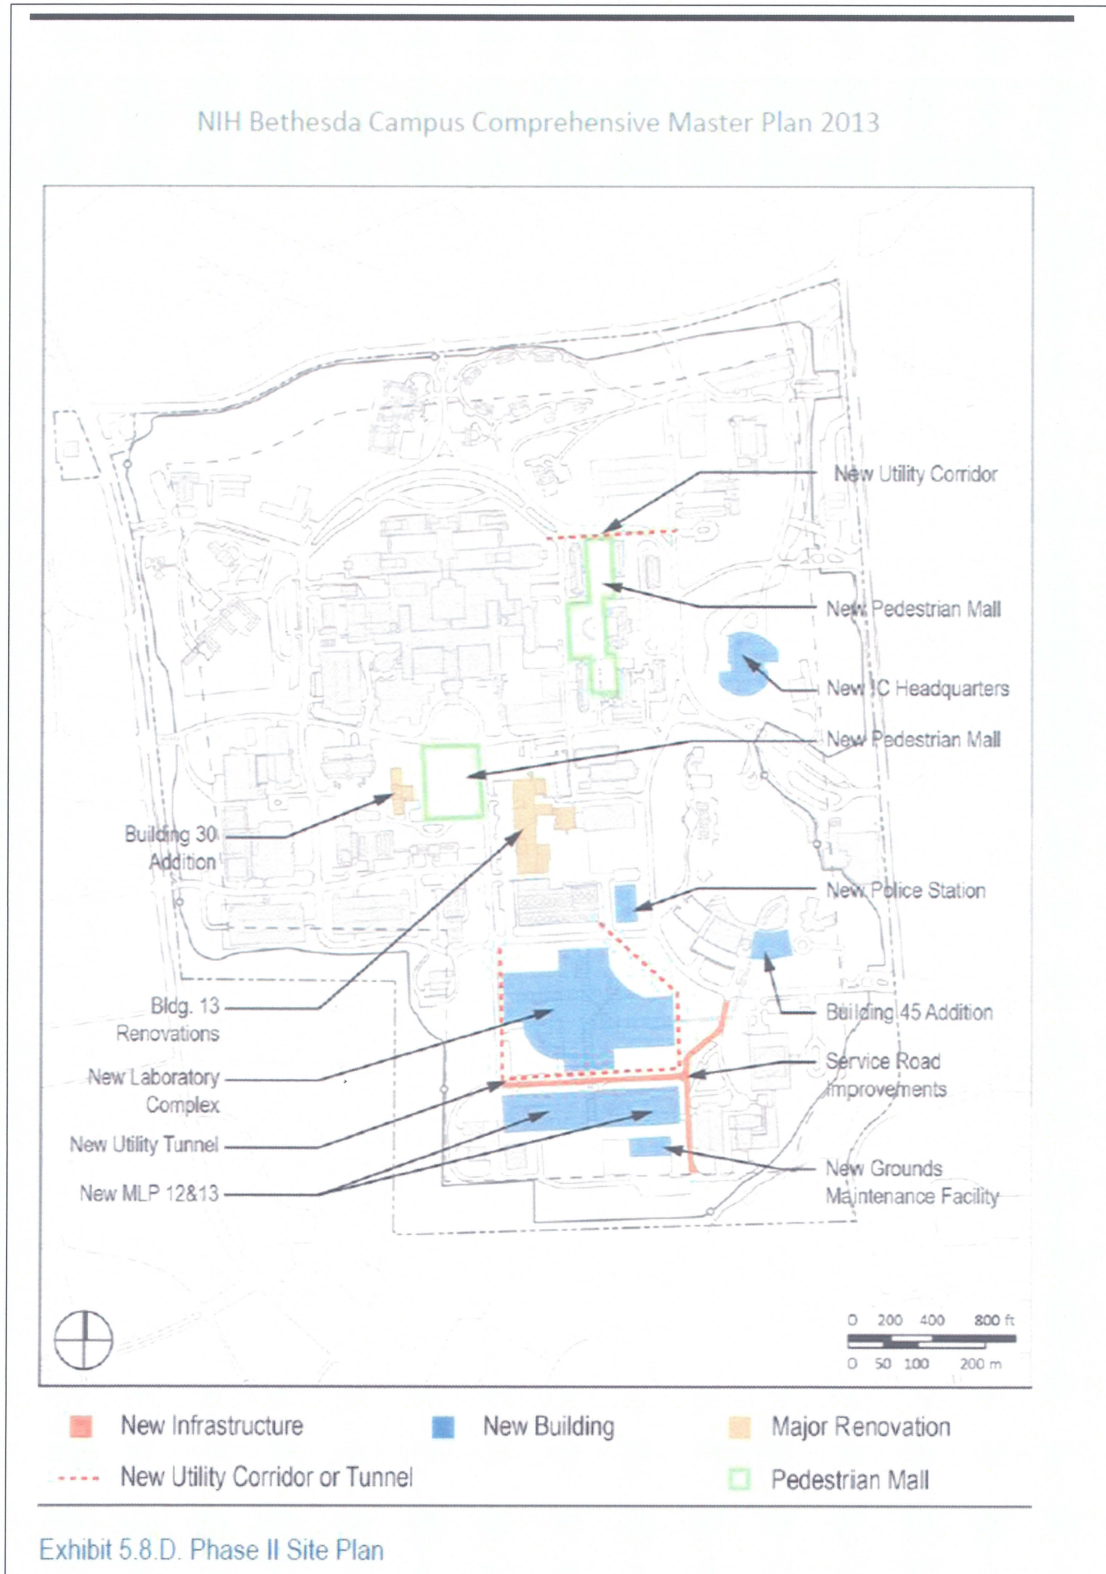 NIH Bethesda Campus Comprehensive Master Plan 2013
New Utility Corridor
New Pedestrian Mall
New IC Headquarters
New Pedestrian Mall
Building 30
Addition
New Police Station
Bldg. 13
Renovations
Building 45 Addition
New Laboratory
Complex
Service Road
Improvements
New Utility Tunnel
New MLP 12&13
New Grounds
Maintenance Facility
0 200 400 800 ft
0 50 100 200 m
New Infrastructure
New Building
Major Renovation
New Utility Corridor or Tunnel
Pedestrian Mall
Exhibit 5.8.D. Phase II Site Plan